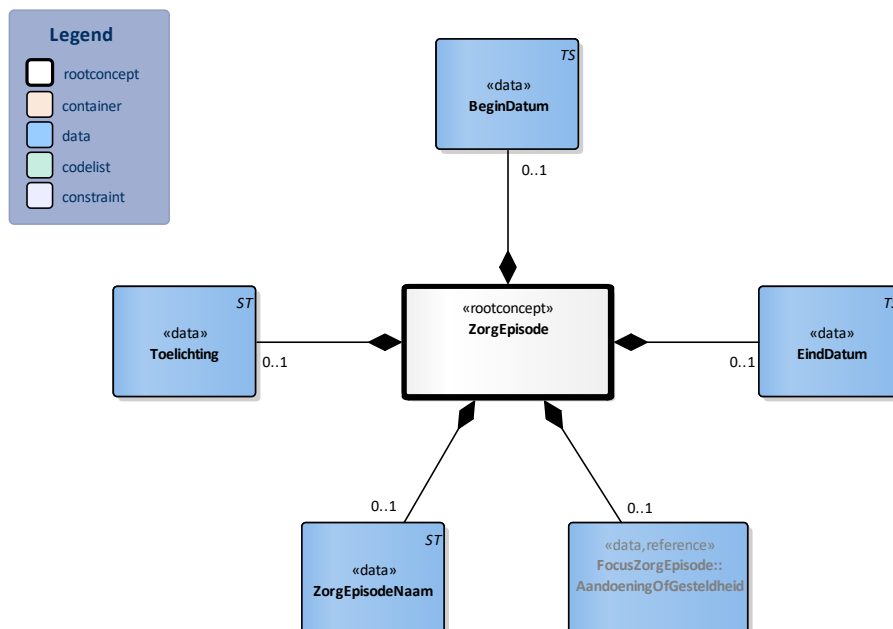 Legend
rootconcept
container
data
codelist
constraint
TS
«data»
BeginDatum
0..1
ST
«data»
Toelichting
0..1
«rootconcept»
ZorgEpisode
«data»
EindDatum
0..1
0..1
ST
«data»
ZorgEpisodeNaam
0..1
«data,reference»
FocusZorgEpisode::
AandoeningOfGesteldheid